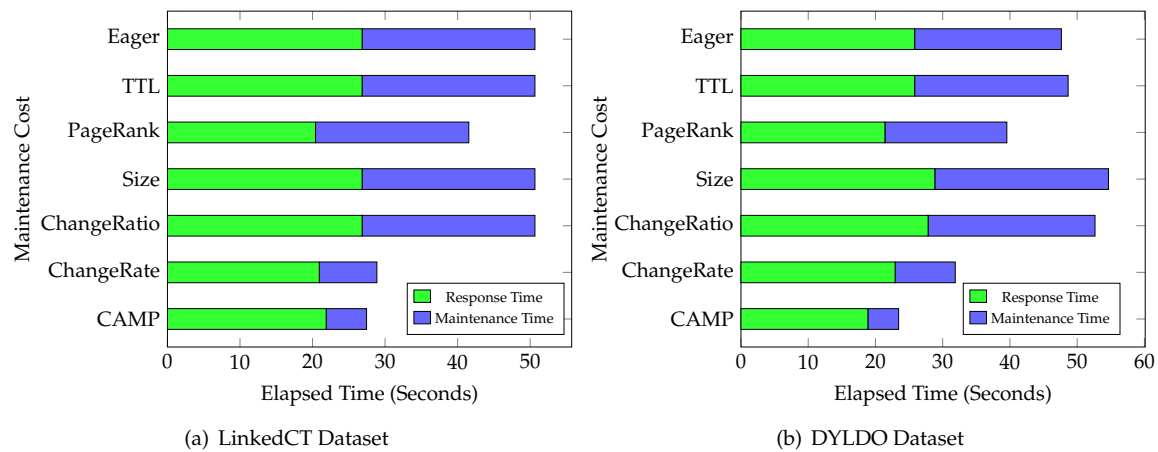 Maintenance Cost
Eager
TTL
PageRank
Size
ChangeRatio
ChangeRate
CAMP
Response Time
Maintenance Time
0 10 20 30 40 50
Elapsed Time (Seconds)
(a) LinkedCT Dataset
Maintenance Cost
Eager
TTL
PageRank
Size
ChangeRatio
ChangeRate
CAMP
Response Time
Maintenance Time
0 10 20 30 40 50 60
Elapsed Time (Seconds)
(b) DYLDO Dataset